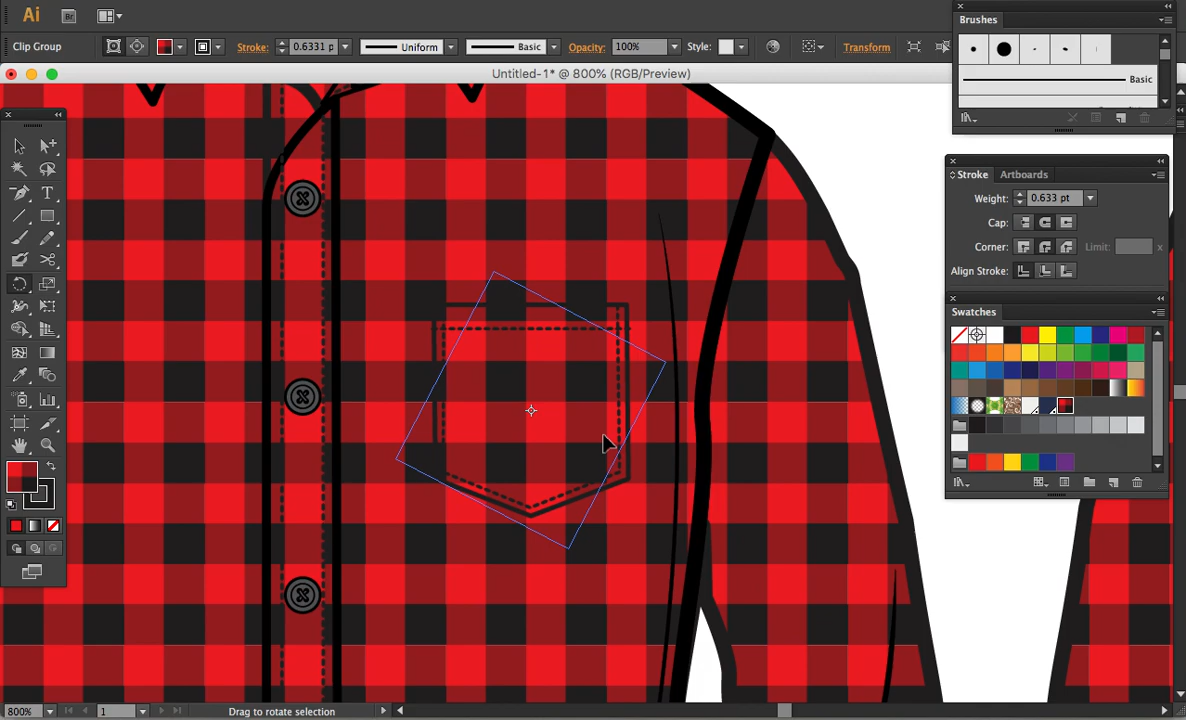 Ai
Br
Clip Group
Stroke:
0.6331 p
Uniform
Basic
Opacity:
100%
Style:
Transform
Untitled-1* @ 800% (RGB/Preview)
Brushes
Basic
Stroke
Artboards
Weight:
0.633 pt
Cap:
Corner:
Limit:
x
Align Stroke:
Swatches
T
800%
1
Drag to rotate selection